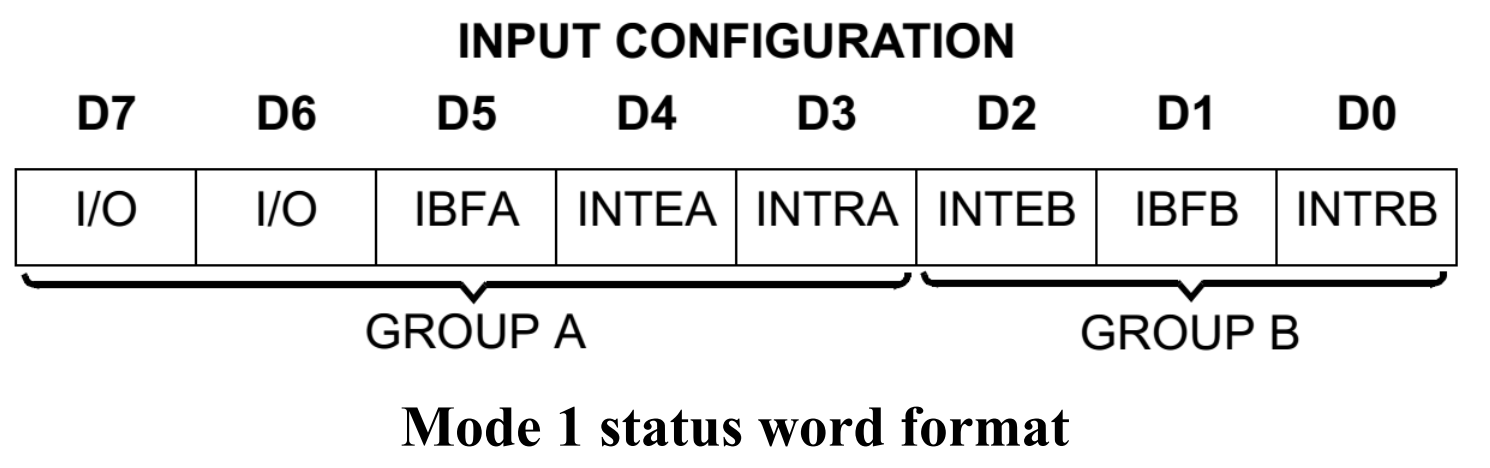 INPUT CONFIGURATION
D7 D6 D5 D4 D3 D2 D1 D0
I/O I/O IBFA INTEA INTRA INTEB IBFB INTRB
GROUP A GROUP B
Mode 1 status word format